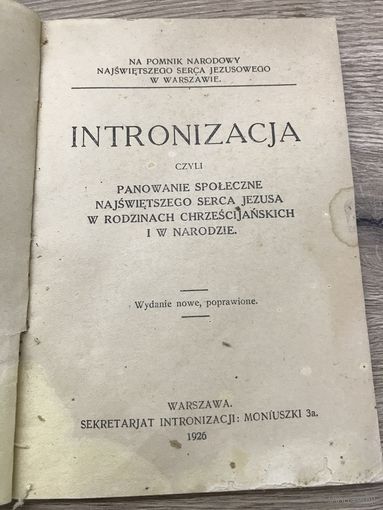 NA POMNIK NARODOWY
NAJŚWIĘTSZEGO SERCA JEZUSOWEGO
W WARSZAWIE.
INTRONIZACJA
CZYLI
PANOWANIE SPOŁECZNE
NAJŚWIĘTSZEGO SERCA JEZUSA
W RODZINACH CHRZEŚCIJAŃSKICH
I W NARODZIE.
Wydanie nowe, poprawione.
WARSZAWA.
SEKRETARJAT INTRONIZACJI: MONIUSZKI 3a.
1926